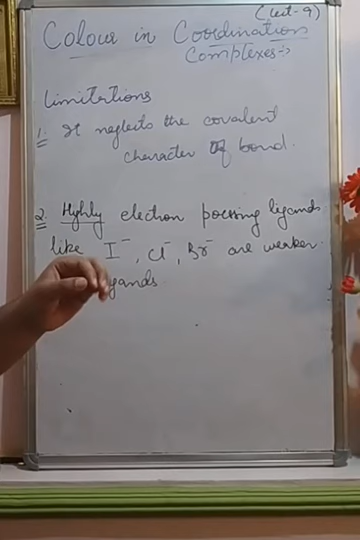 (Lect-9)
Colour in Coordination
Complexes:-
Limitations
1. It neglects the covalent
character of bond.
2. Highly electron possing ligands
like I⁻, Cl⁻, Br⁻ are weaker
ligands.